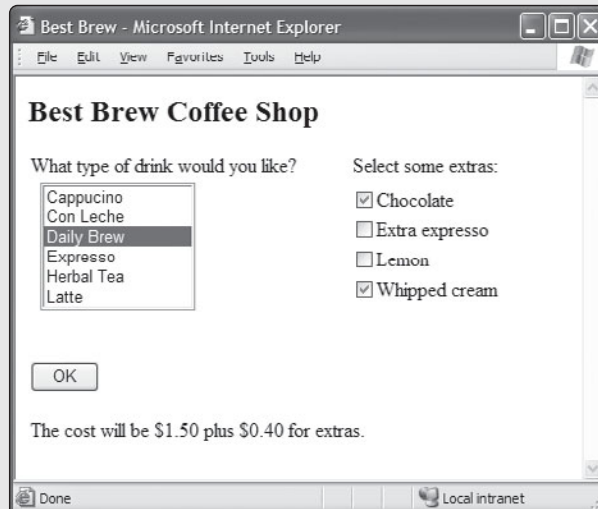 Best Brew - Microsoft Internet Explorer
File Edit View Favorites Tools Help
Best Brew Coffee Shop
What type of drink would you like?
Cappucino
Con Leche
Daily Brew
Expresso
Herbal Tea
Latte
Select some extras:
Chocolate
Extra expresso
Lemon
Whipped cream
OK
The cost will be $1.50 plus $0.40 for extras.
Done
Local intranet